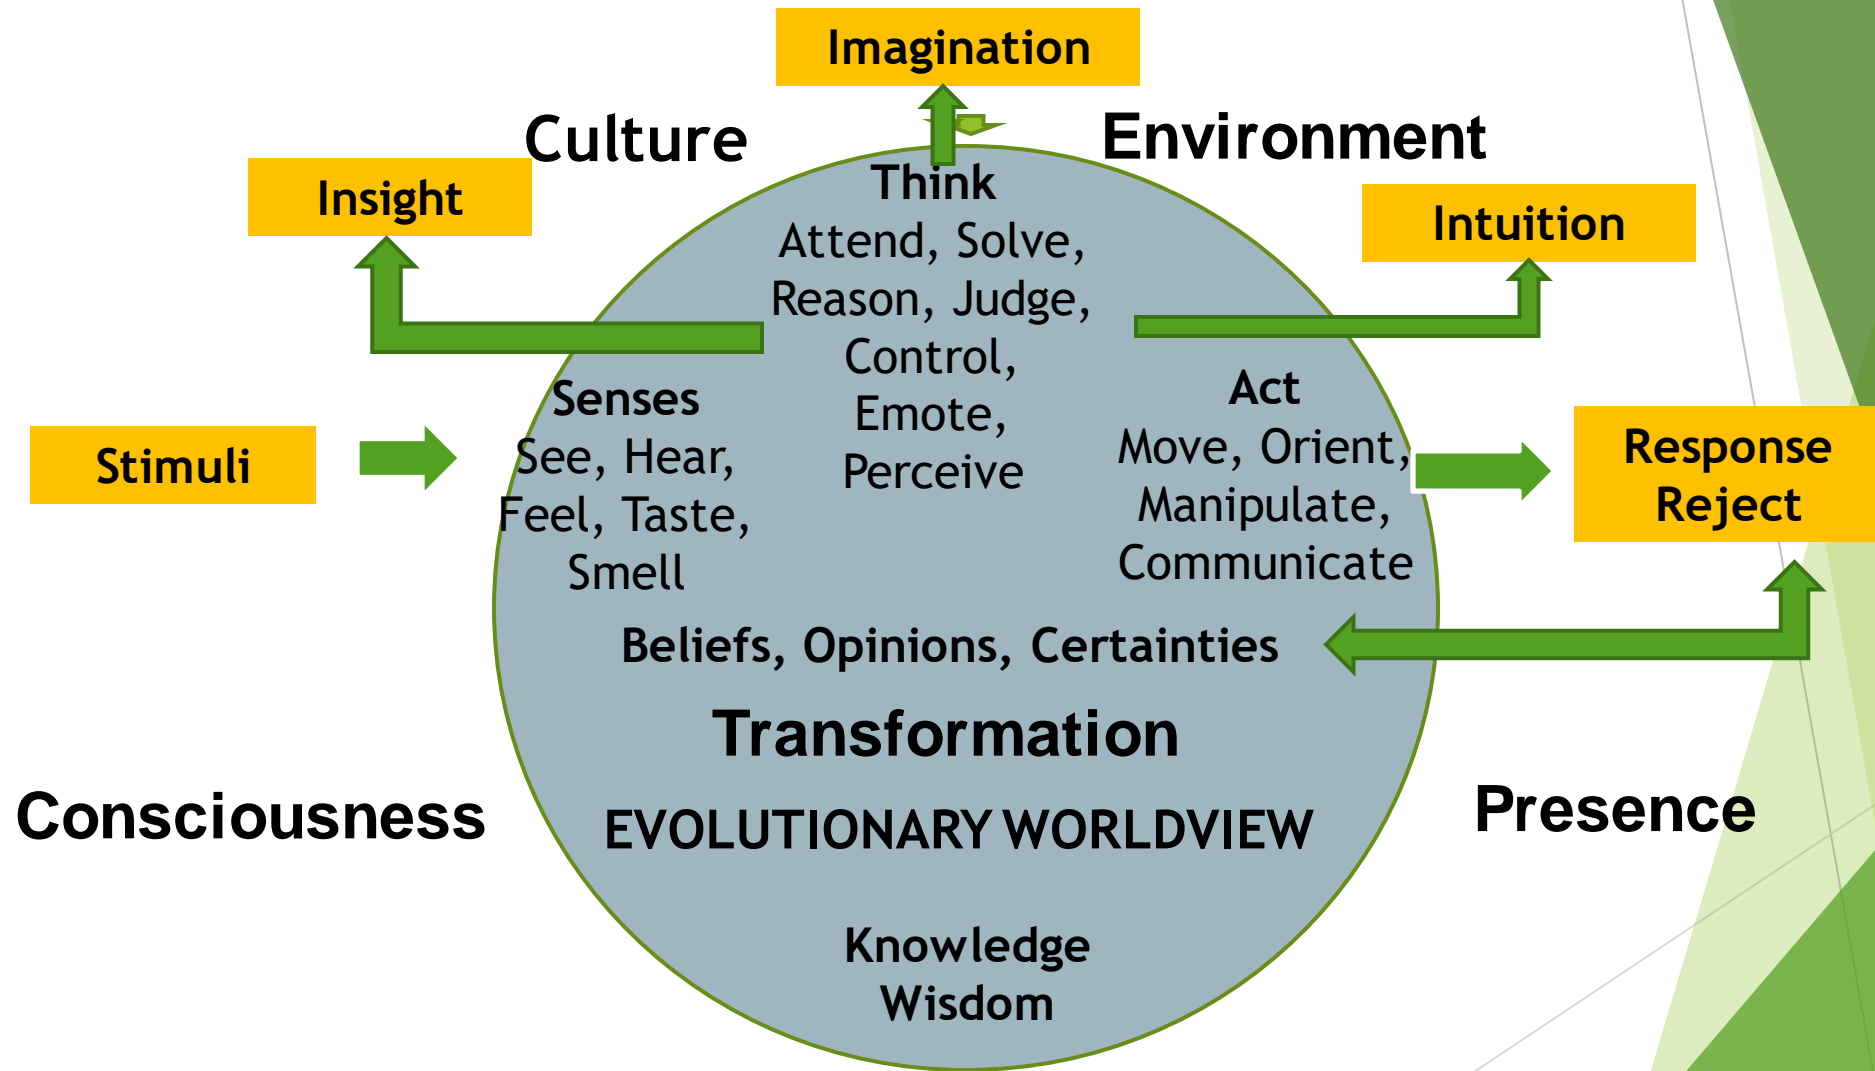 Imagination
Culture
Environment
Insight
Intuition
Think
Attend, Solve,
Reason, Judge,
Control,
Emote,
Perceive
Senses
See, Hear,
Feel, Taste,
Smell
Act
Move, Orient,
Manipulate,
Communicate
Stimuli
Response
Reject
Beliefs, Opinions, Certainties
Transformation
Consciousness
EVOLUTIONARY WORLDVIEW
Presence
Knowledge
Wisdom